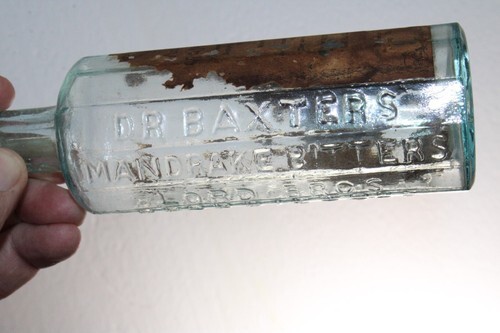 DR BAXTERS
MANDRAKE BITTERS
LORD BROS